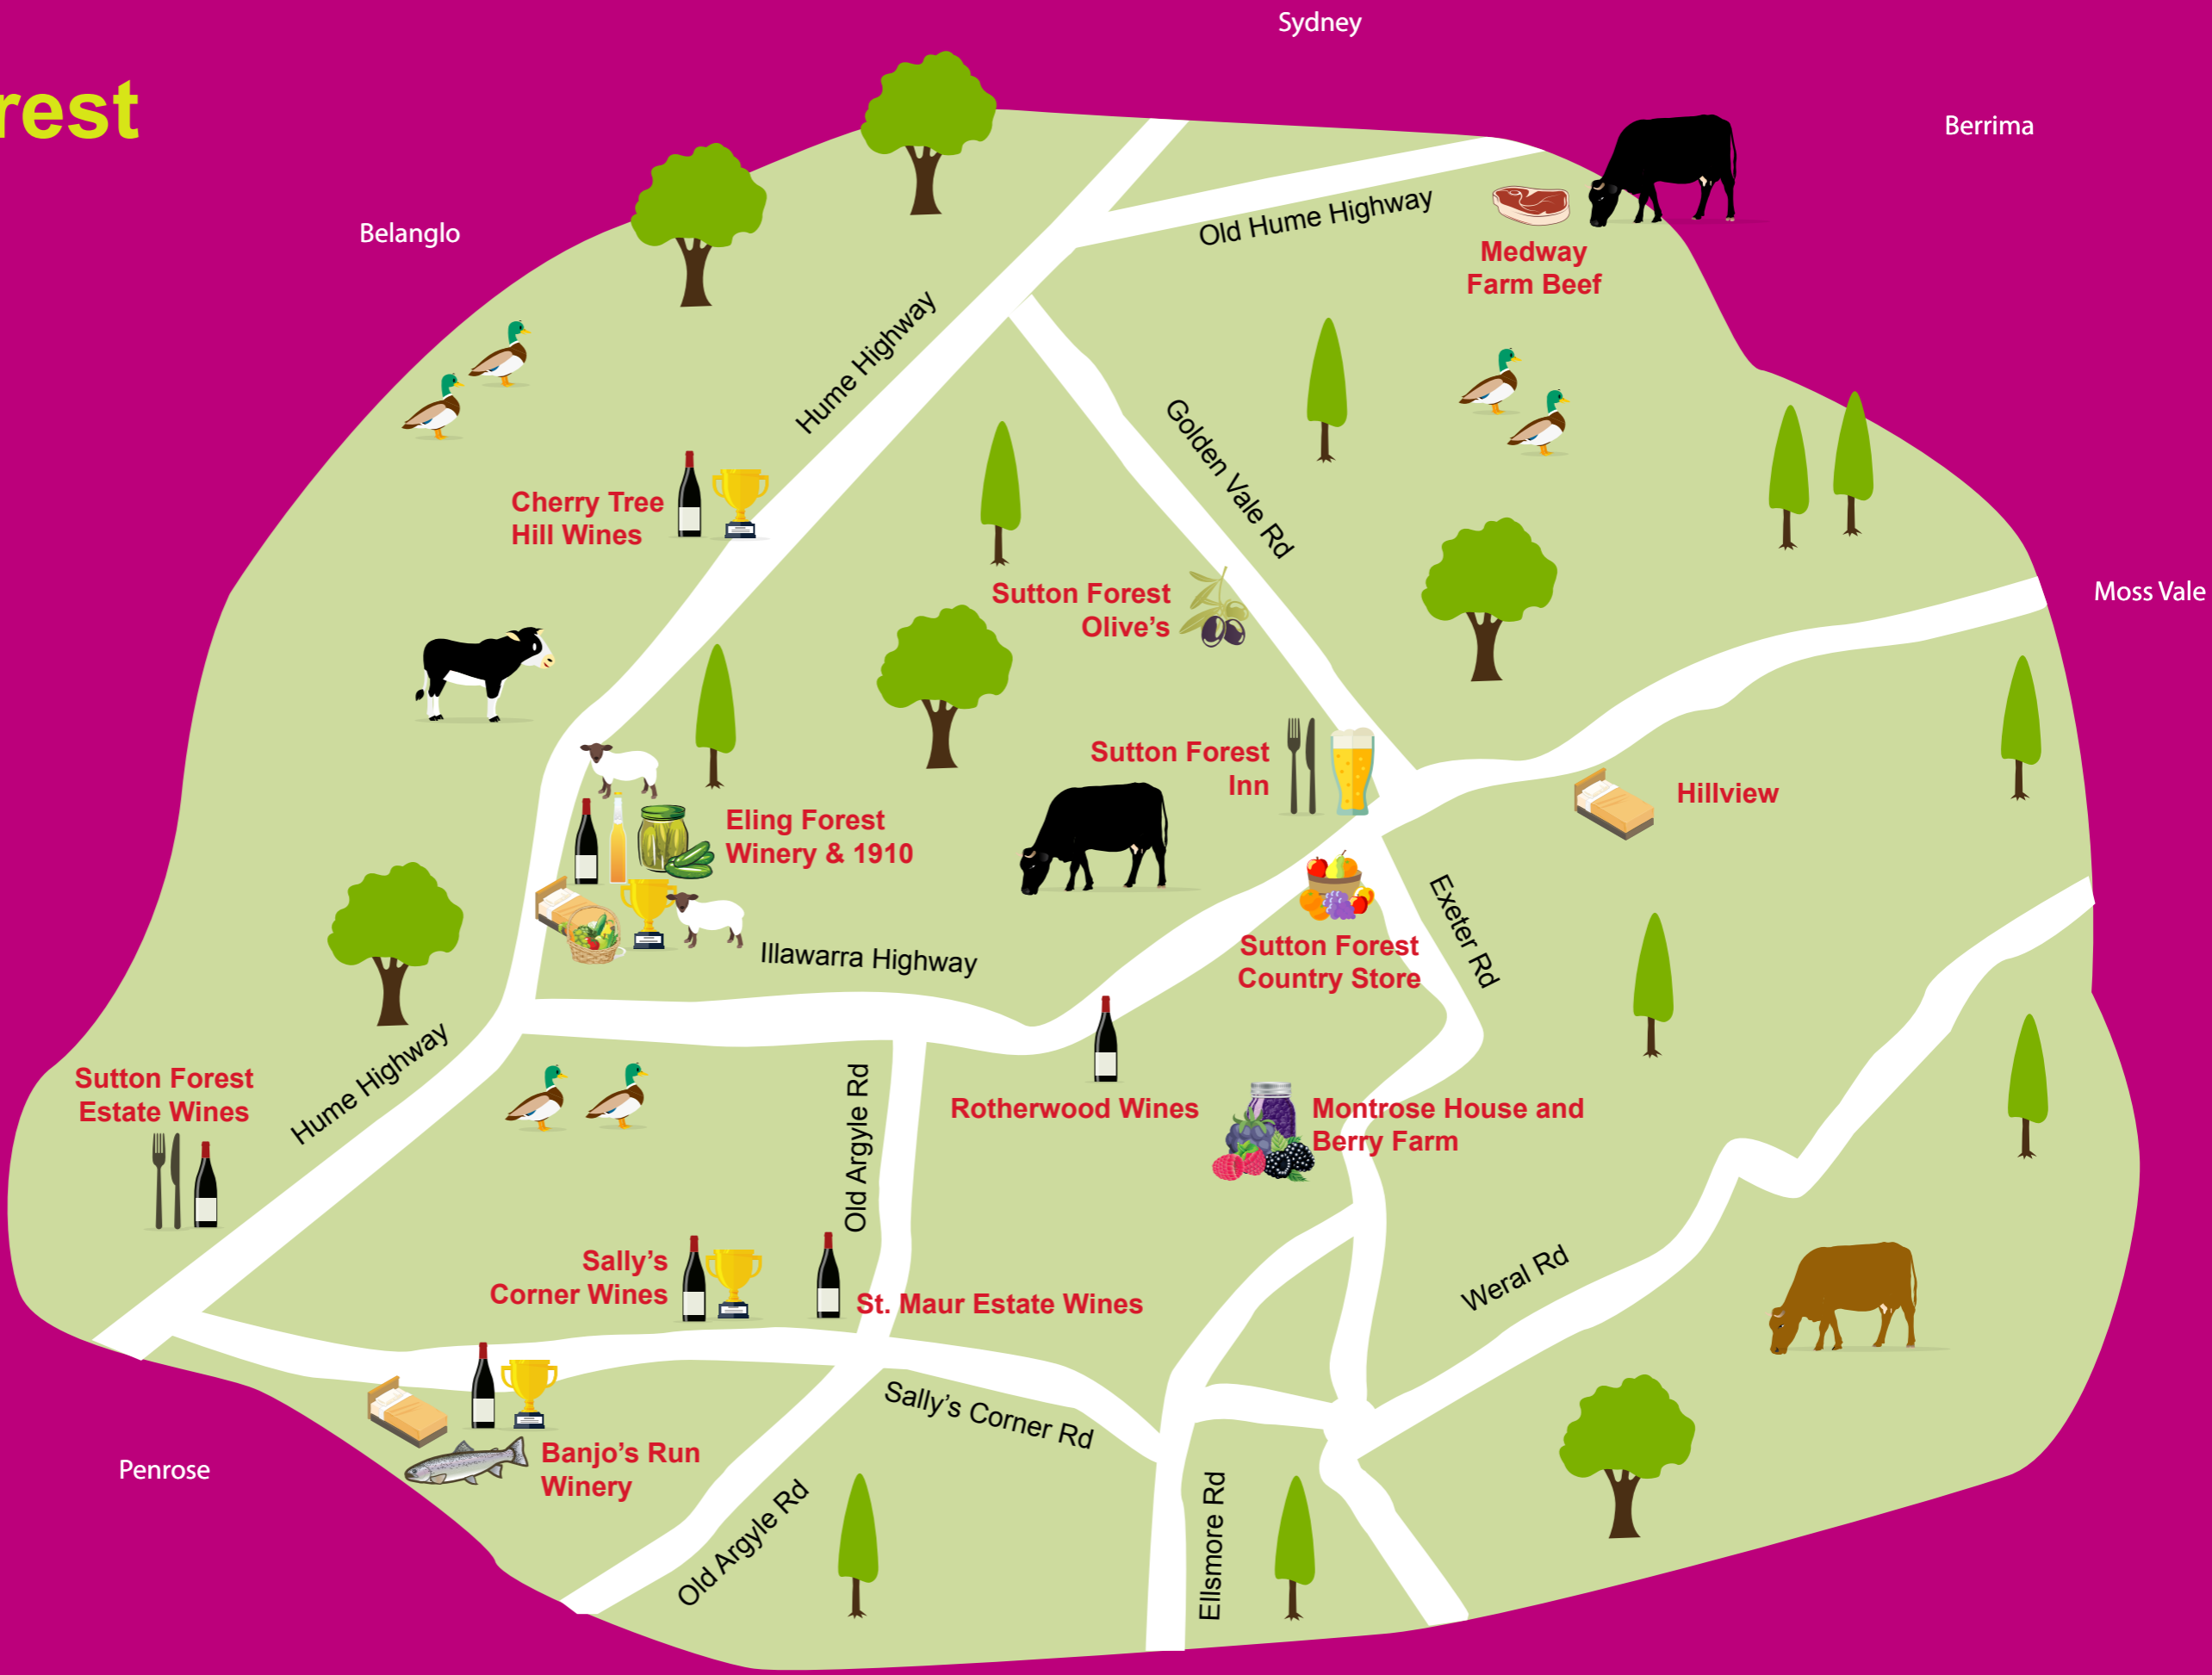 Sydney
rest
Berrima
Belanglo
Old Hume Highway
Medway
Farm Beef
Hume Highway
Golden Vale Rd
Cherry Tree
Hill Wines
Sutton Forest
Olive's
Moss Vale
Sutton Forest
Inn
Hillview
Eling Forest
Winery & 1910
Exeter Rd
Sutton Forest
Country Store
Illawarra Highway
Hume Highway
Sutton Forest
Estate Wines
Old Argyle Rd
Rotherwood Wines
Montrose House and
Berry Farm
Sally’s
Corner Wines
St. Maur Estate Wines
Weral Rd
Sally’s Corner Rd
Banjo’s Run
Winery
Penrose
Old Argyle Rd
Ellsmore Rd